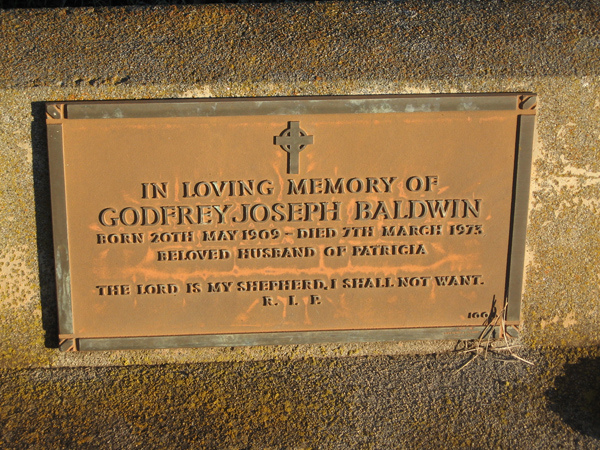 IN LOVING MEMORY OF
GODFREY JOSEPH BALDWIN
BORN 20TH MAY 1909 - DIED 7TH MARCH 1973
BELOVED HUSBAND OF PATRICIA
THE LORD IS MY SHEPHERD, I SHALL NOT WANT.
R. I. P.